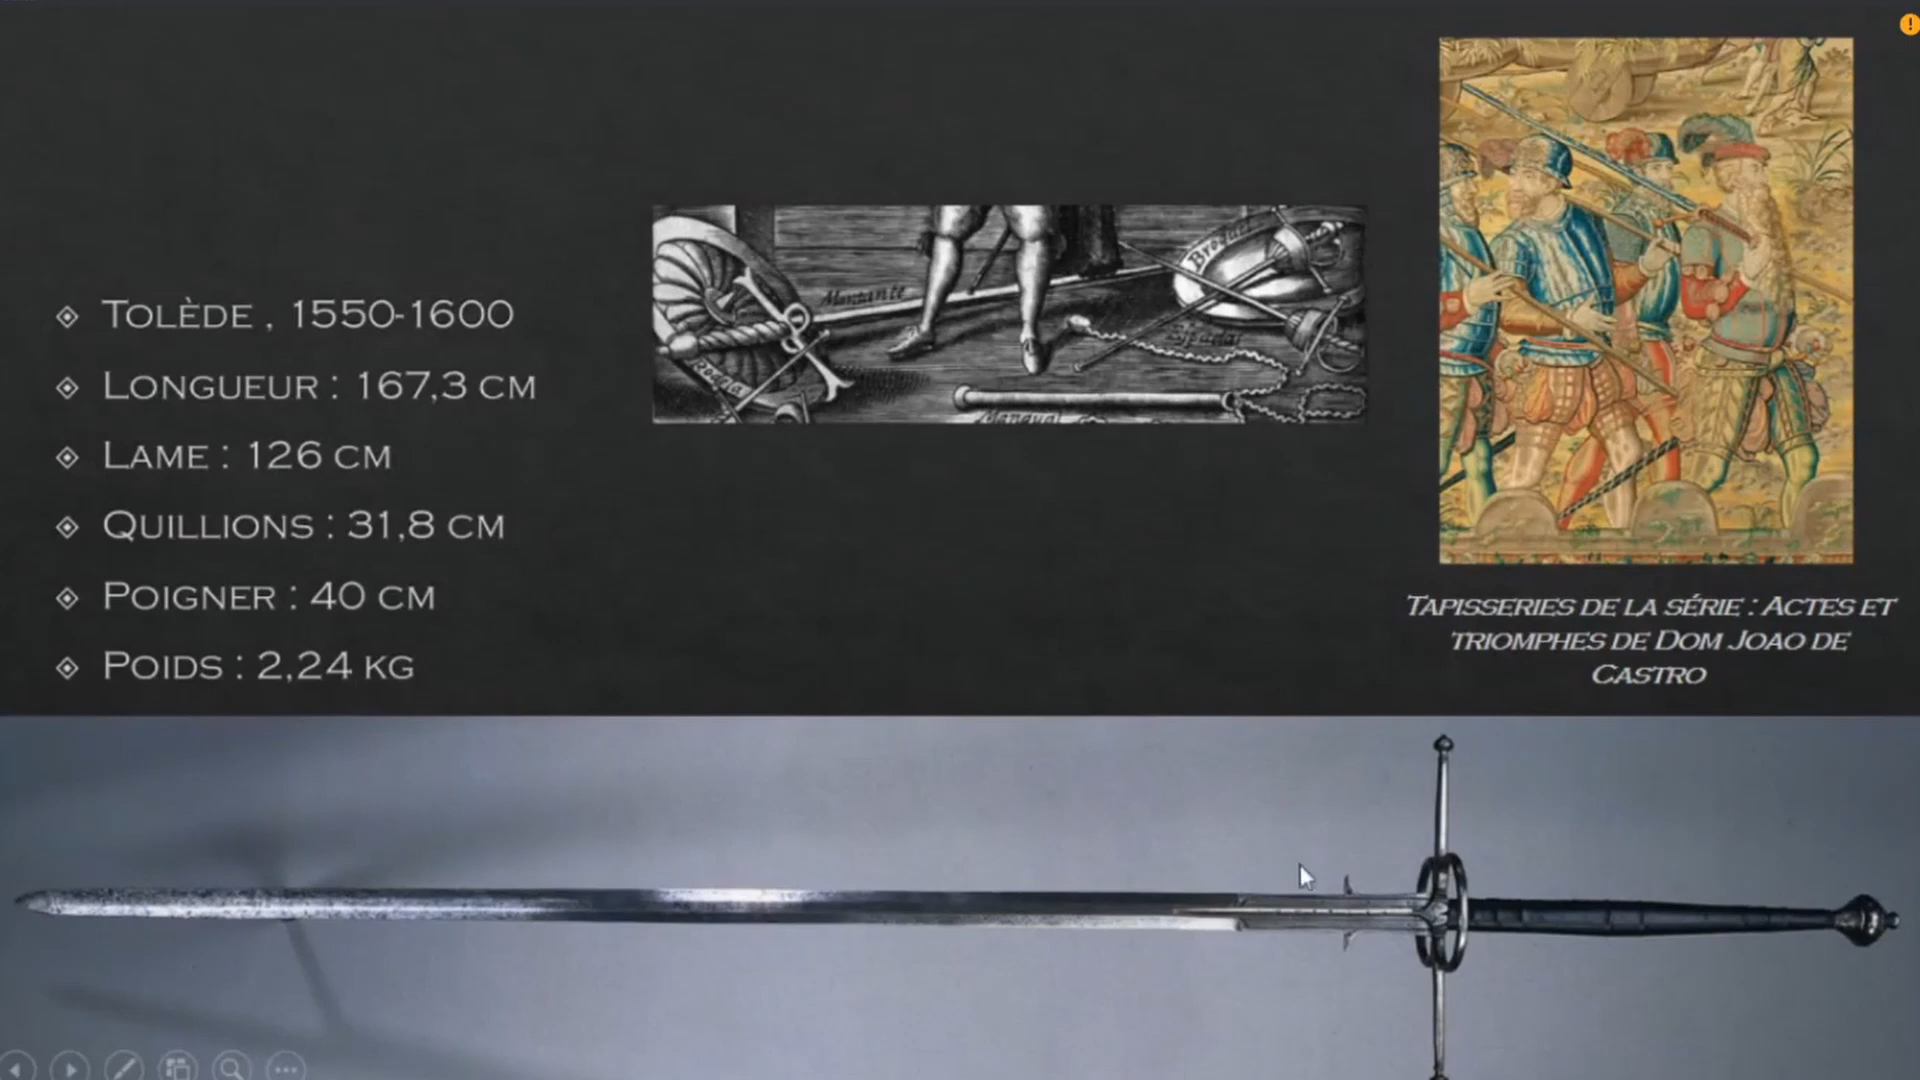 Tolède , 1550-1600
Longueur : 167,3 cm
Lame : 126 cm
Quillions : 31,8 cm
Poigner : 40 cm
Poids : 2,24 kg
Montante
Tapisseries de la série : Actes et
triomphes de Dom Joao de
Castro